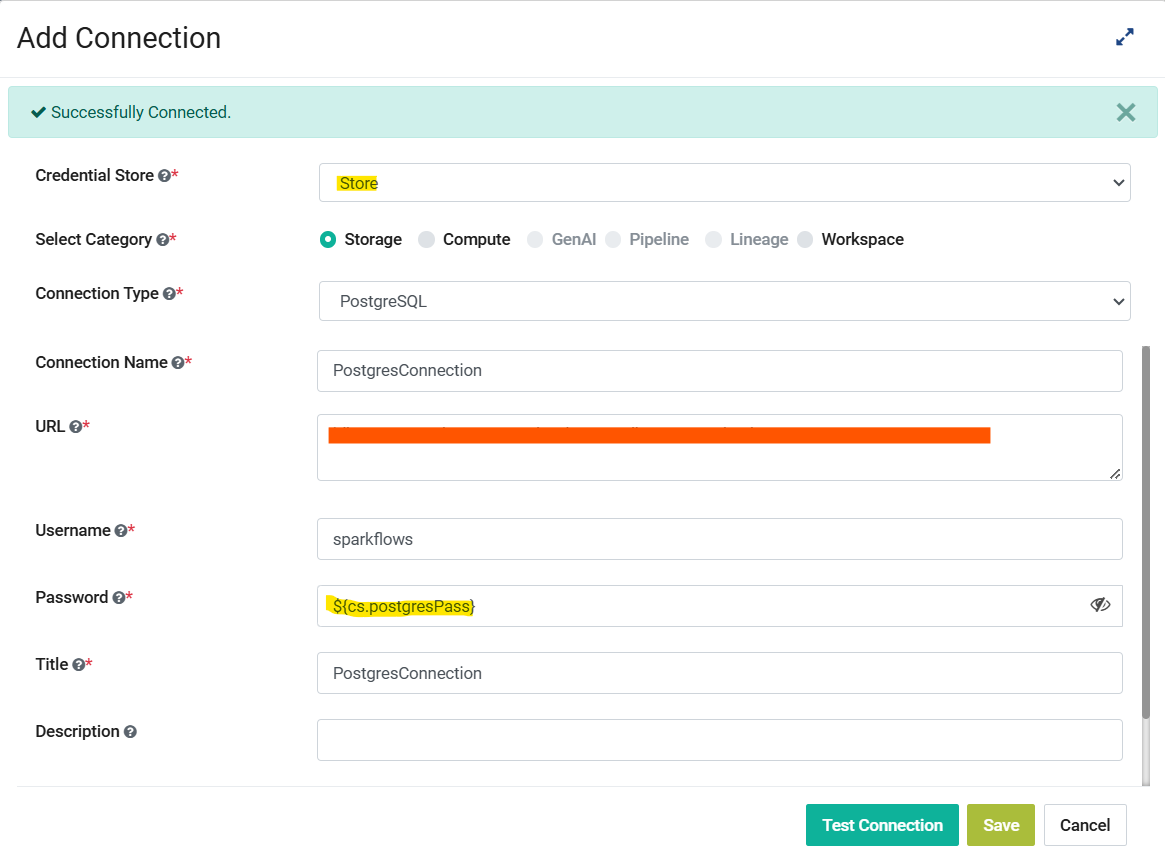 Add Connection
Successfully Connected.
Credential Store * Store
Select Category * Storage Compute GenAI Pipeline Lineage Workspace
Connection Type * PostgreSQL
Connection Name * PostgresConnection
URL *
Username * sparkflows
Password * ${cs.postgresPass}
Title * PostgresConnection
Description
Test Connection Save Cancel